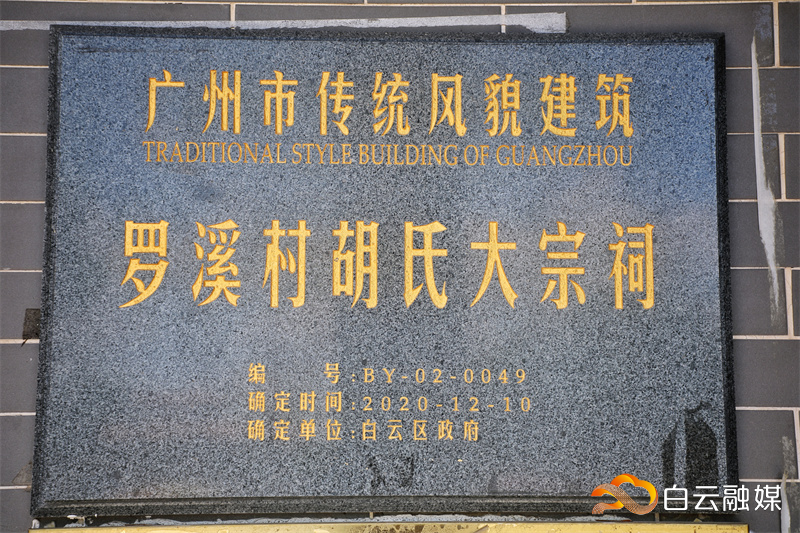 广州市传统风貌建筑
TRADITIONAL STYLE BUILDING OF GUANGZHOU
罗溪村胡氏大宗祠
编　　号:BY-02-0049
确定时间:2020-12-10
确定单位:白云区政府
白云融媒